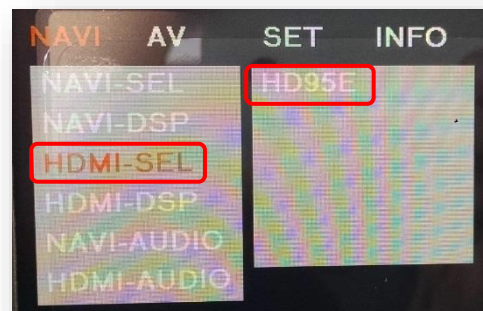 NAVI AV SET INFO
NAVI-SEL HD95E
NAVI-DSP
HDMI-SEL
HDMI-DSP
NAVI-AUDIO
HDMI-AUDIO